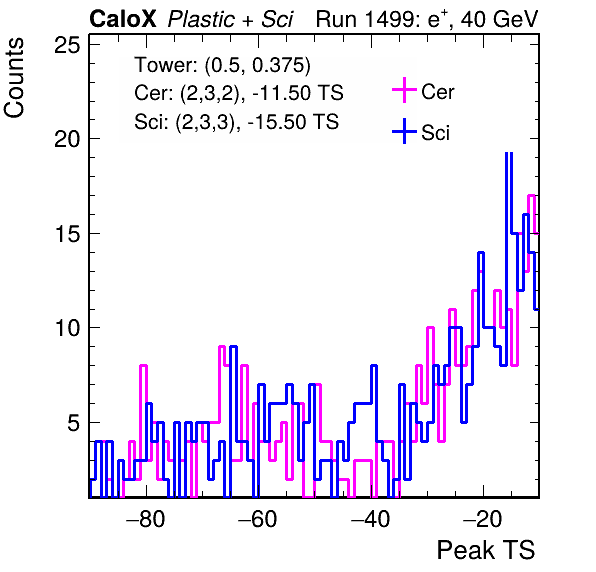 CaloX Plastic + Sci Run 1499: e⁺, 40 GeV
Counts
25
20
15
10
5
Tower: (0.5, 0.375)
Cer: (2,3,2), -11.50 TS
Sci: (2,3,3), -15.50 TS
Cer
Sci
−80 −60 −40 −20
Peak TS